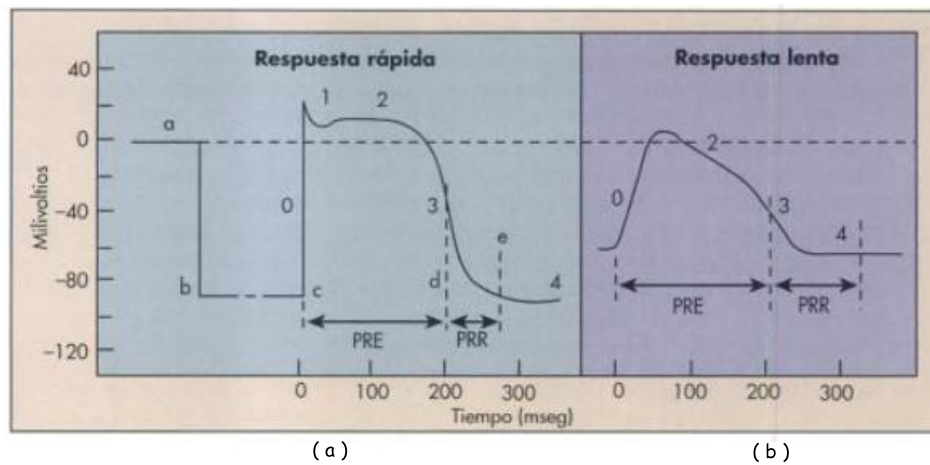 Respuesta rápida
Respuesta lenta
Milivoltios
40
0
-40
-80
-120
a
b
c
0
1
2
3
d
e
4
PRE
PRR
0
2
3
4
PRE
PRR
0 100 200 300
0 100 200 300
Tiempo (mseg)
(a)
(b)